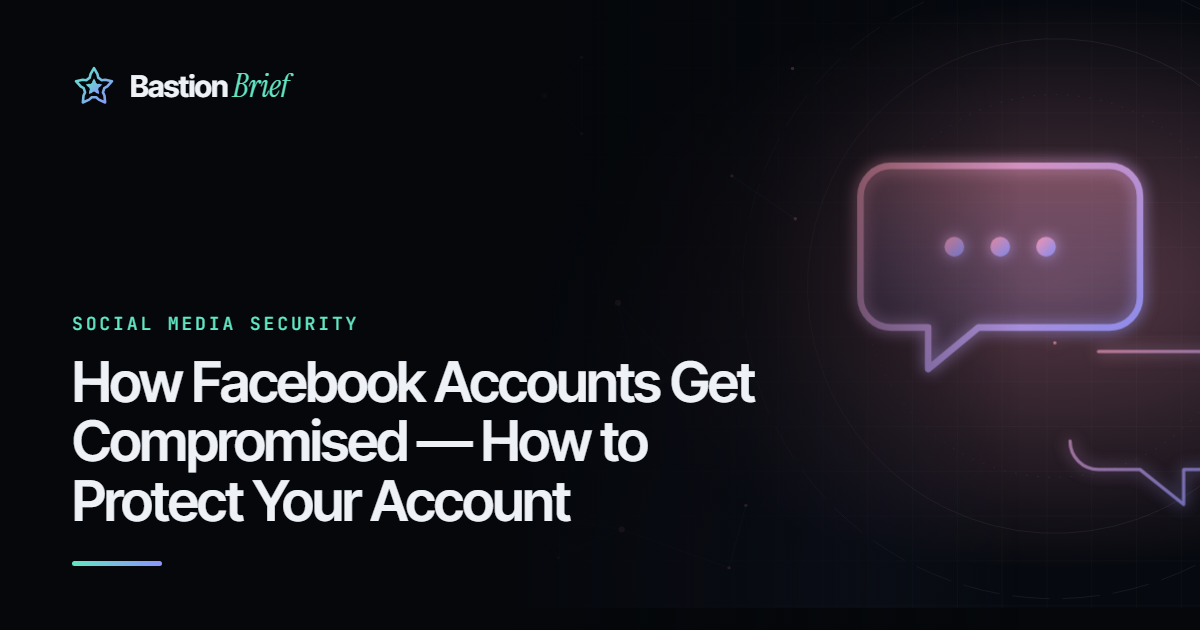 Bastion Brief
SOCIAL MEDIA SECURITY
How Facebook Accounts Get
Compromised — How to
Protect Your Account